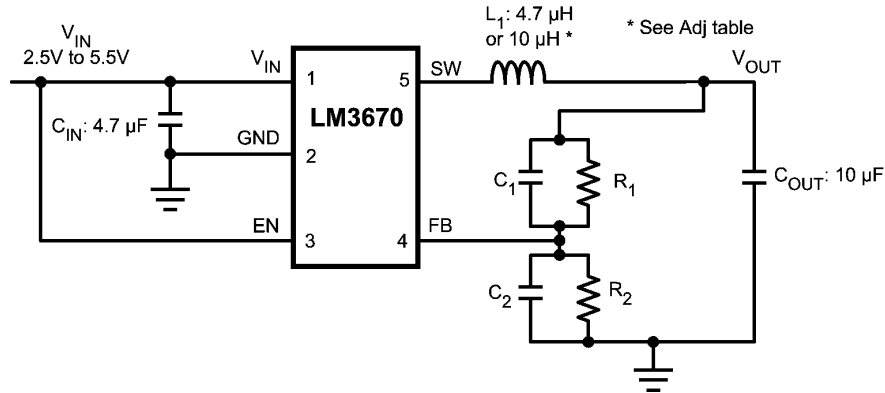 V_IN
2.5V to 5.5V
V_IN
C_IN: 4.7 µF
GND
EN
1
2
3
LM3670
5
4
SW
FB
L_1: 4.7 µH
or 10 µH *
* See Adj table
V_OUT
C_1
R_1
C_2
R_2
C_OUT: 10 µF